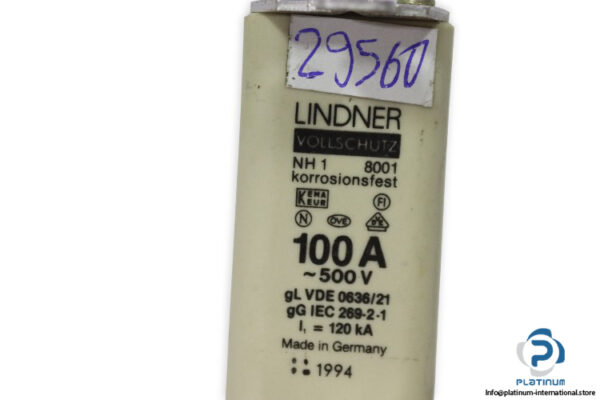 29560
LINDNER
VOLLSCHUTZ
NH 1 8001
korrosionsfest
KEMA KEUR
FI
N
ÖVE
100 A
~500 V
gL VDE 0636/21
gG IEC 269-2-1
I₁ = 120 kA
Made in Germany
1994
PLATINUM
Info@platinum-international.store